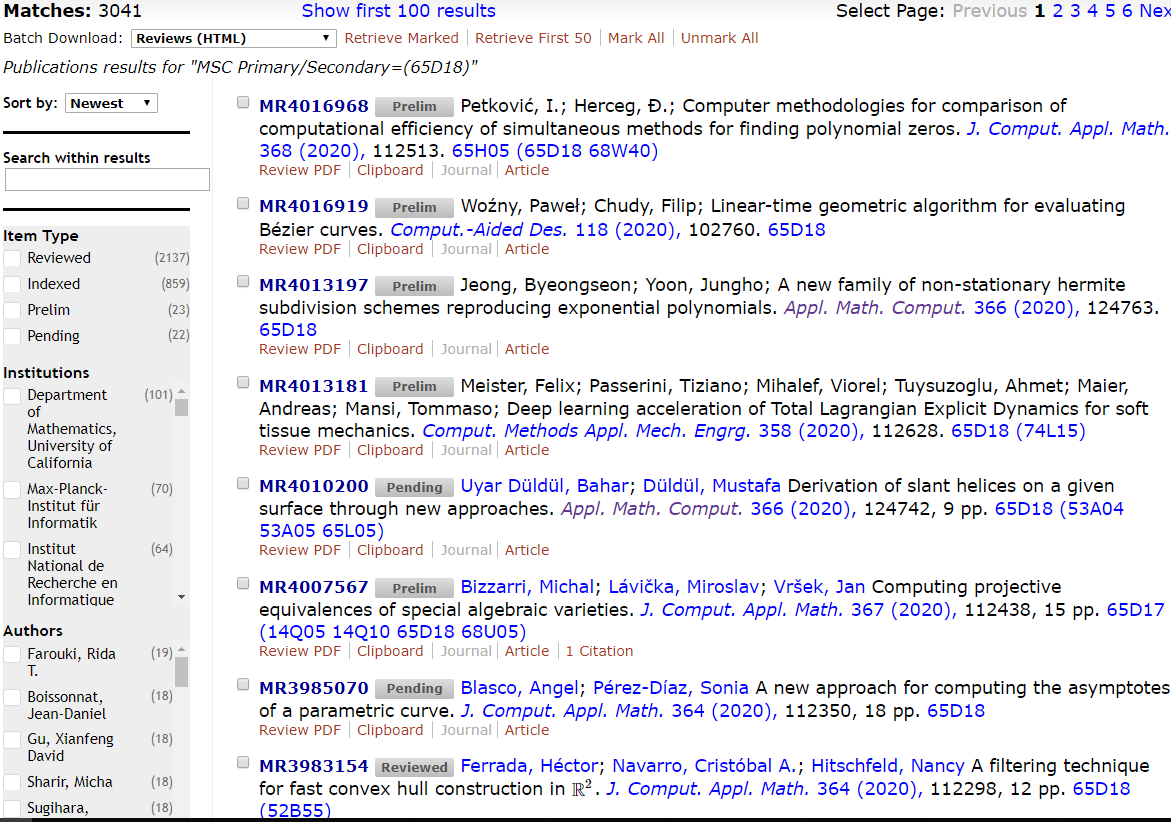 Matches: 3041
Show first 100 results
Select Page: Previous 1 2 3 4 5 6 Nex
Batch Download: Reviews (HTML) Retrieve Marked Retrieve First 50 Mark All Unmark All
Publications results for "MSC Primary/Secondary=(65D18)"
Sort by: Newest
Search within results
Item Type
Reviewed (2137)
Indexed (859)
Prelim (23)
Pending (22)
Institutions
Department (101)
of
Mathematics,
University of
California
Max-Planck- (70)
Institut für
Informatik
Institut (64)
National de
Recherche en
Informatique
Authors
Farouki, Rida (19)
T.
Boissonnat, (18)
Jean-Daniel
Gu, Xianfeng (18)
David
Sharir, Micha (18)
Sugihara, (18)
MR4016968 Prelim Petković, I.; Herceg, Đ.; Computer methodologies for comparison of
computational efficiency of simultaneous methods for finding polynomial zeros. J. Comput. Appl. Math.
368 (2020), 112513. 65H05 (65D18 68W40)
Review PDF Clipboard Journal Article
MR4016919 Prelim Woźny, Paweł; Chudy, Filip; Linear-time geometric algorithm for evaluating
Bézier curves. Comput.-Aided Des. 118 (2020), 102760. 65D18
Review PDF Clipboard Journal Article
MR4013197 Prelim Jeong, Byeongseon; Yoon, Jungho; A new family of non-stationary hermite
subdivision schemes reproducing exponential polynomials. Appl. Math. Comput. 366 (2020), 124763.
65D18
Review PDF Clipboard Journal Article
MR4013181 Prelim Meister, Felix; Passerini, Tiziano; Mihalef, Viorel; Tuysuzoglu, Ahmet; Maier,
Andreas; Mansi, Tommaso; Deep learning acceleration of Total Lagrangian Explicit Dynamics for soft
tissue mechanics. Comput. Methods Appl. Mech. Engrg. 358 (2020), 112628. 65D18 (74L15)
Review PDF Clipboard Journal Article
MR4010200 Pending Uyar Düldül, Bahar; Düldül, Mustafa Derivation of slant helices on a given
surface through new approaches. Appl. Math. Comput. 366 (2020), 124742, 9 pp. 65D18 (53A04
53A05 65L05)
Review PDF Clipboard Journal Article
MR4007567 Prelim Bizzarri, Michal; Lávička, Miroslav; Vršek, Jan Computing projective
equivalences of special algebraic varieties. J. Comput. Appl. Math. 367 (2020), 112438, 15 pp. 65D17
(14Q05 14Q10 65D18 68U05)
Review PDF Clipboard Journal Article 1 Citation
MR3985070 Pending Blasco, Angel; Pérez-Díaz, Sonia A new approach for computing the asymptotes
of a parametric curve. J. Comput. Appl. Math. 364 (2020), 112350, 18 pp. 65D18
Review PDF Clipboard Journal Article
MR3983154 Reviewed Ferrada, Héctor; Navarro, Cristóbal A.; Hitschfeld, Nancy A filtering technique
for fast convex hull construction in ℝ². J. Comput. Appl. Math. 364 (2020), 112298, 12 pp. 65D18
(52B55)